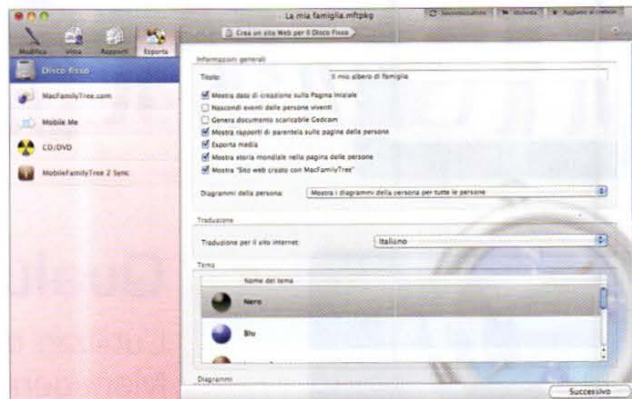 La mia famiglia.mftpkg
Sincronizzazione
Richiesta
Modifica Vista Rapporti Esporta
Crea un sito Web per il Disco Fisso
Disco fisso
MacFamilyTree.com
Mobile Me
CD/DVD
MobileFamilyTree 2 Sync
Informazioni generali
Titolo: Il mio albero di famiglia
Mostra data di creazione sulla Pagina Iniziale
Nascondi eventi delle persone viventi
Genera documento scaricabile Gedcom
Mostra rapporti di parentela sulle pagine delle persone
Esporta media
Mostra storia mondiale nella pagina delle persone
Mostra "Sito web creato con MacFamilyTree"
Diagrammi della persona: Mostra i diagrammi della persona per tutte le persone
Traduzione
Traduzione per il sito internet: Italiano
Tema
Nome del tema
Nero
Blu
Diagrammi
Successivo